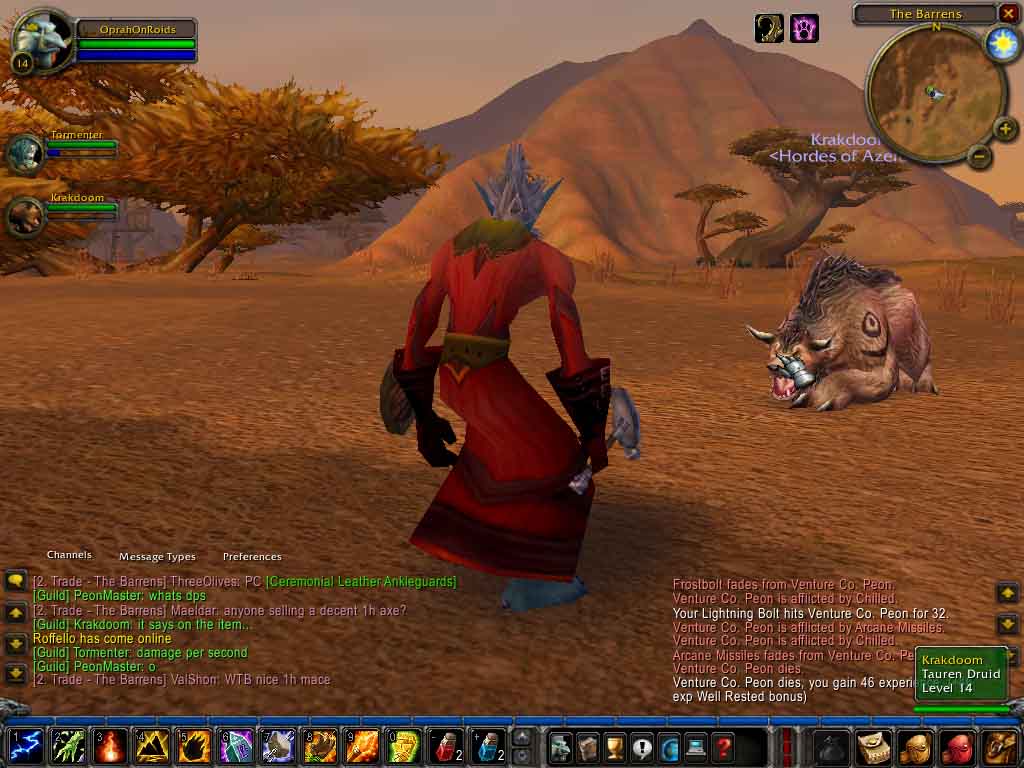 OprahOnRoids
14
The Barrens
N
Tormenter
Krakdoom
Krakdoom
<Hordes of
Channels Message Types Preferences
[2. Trade - The Barrens] ThreeOlives: PC [Ceremonial Leather Ankleguards]
[Guild] PeonMaster: whats dps
[2. Trade - The Barrens] Maeldar: anyone selling a decent 1h axe?
[Guild] Krakdoom: it says on the item...
Roffello has come online
[Guild] Tormenter: damage per second
[Guild] PeonMaster: o
[2. Trade - The Barrens] ValShon: WTB nice 1h mace
Frostbolt fades from Venture Co. Peon.
Venture Co. Peon is afflicted by Chilled.
Your Lightning Bolt hits Venture Co. Peon for 32.
Venture Co. Peon is afflicted by Arcane Missiles.
Venture Co. Peon is afflicted by Chilled.
Arcane Missiles fades from Venture Co.
Venture Co. Peon dies.
Venture Co. Peon dies, you gain 46
exp Well Rested bonus)
Krakdoom
Tauren Druid
Level 14
1 2 3 4 5 6 7 8 9 0 - 2 + 2